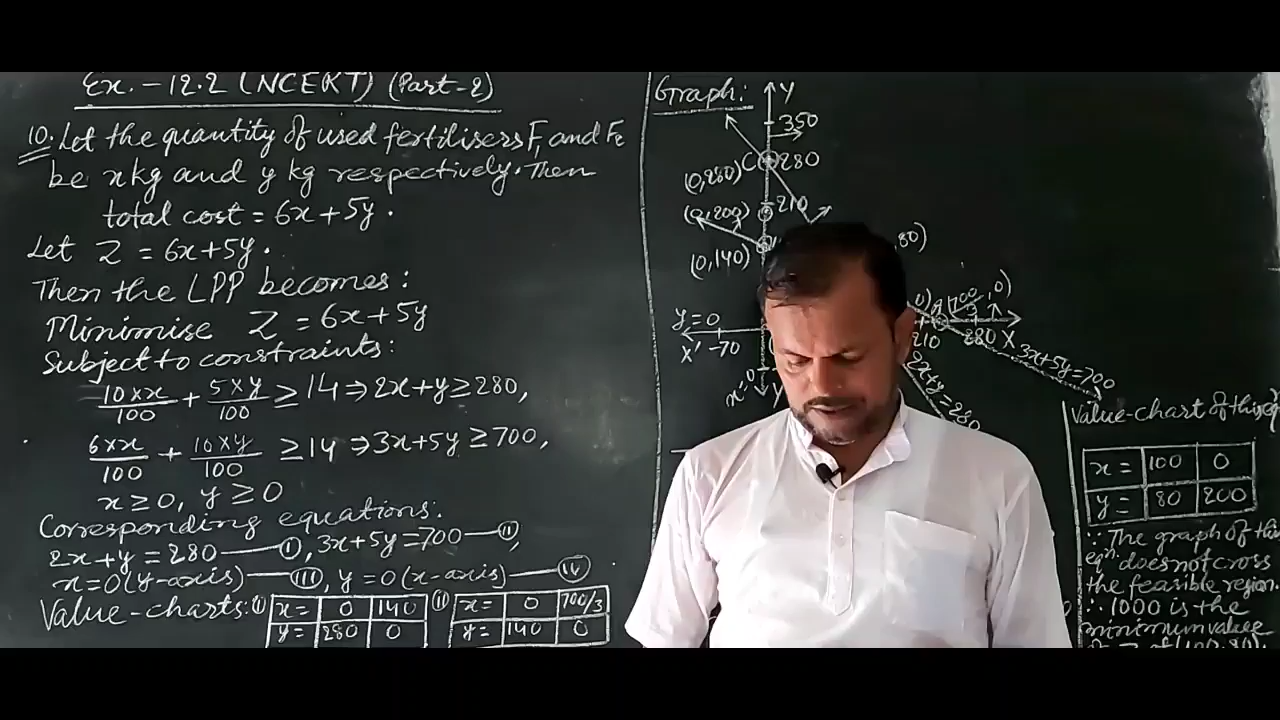 Ex. - 12.2 (NCERT) (Part-2)
10. Let the quantity of used fertilisers F₁ and F₂
be x kg and y kg respectively. Then
total cost = 6x+5y.
Let Z = 6x+5y.
Then the LPP becomes:
Minimise Z = 6x+5y
Subject to constraints:
10×x/100 + 5×y/100 ≥ 14 ⇒ 2x+y ≥ 280,
6×x/100 + 10×y/100 ≥ 14 ⇒ 3x+5y ≥ 700,
x ≥ 0, y ≥ 0
Corresponding equations.
2x+y = 280 — (I), 3x+5y = 700 — (II),
x=0 (y-axis) — (III), y=0 (x-axis) — (IV)
Value-charts: (I) x= 0 140 (II) x= 0 700/3
y= 280 0 y= 140 0
Graph:
Y
350
(0,280) C 280
(0,200) 210
(0,140)
,80)
y=0
X' -70
x=0
210 280 X
3x+5y=700
2x+y=280
Value-chart of this eqⁿ
x= 100 0
y= 80 200
∵ The graph of this
eqⁿ does not cross
the feasible region
∴ 1000 is the
minimum value
of Z at (100,80).